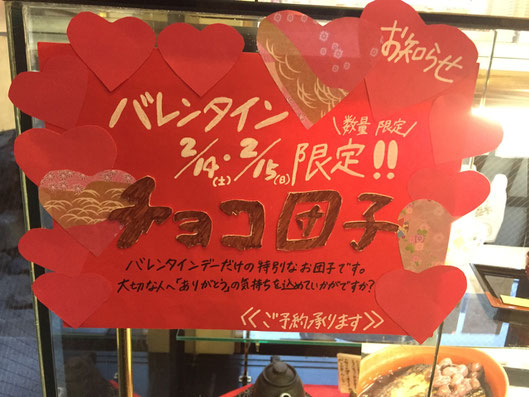 お知らせ
バレンタイン
\数量 限定/
2/14(土)・2/15(日)限定!!
チョコ団子
バレンタインデーだけの特別なお団子です。
大切な人へ「ありがとう」の気持ちを込めていかがですか?
≪ご予約承ります≫